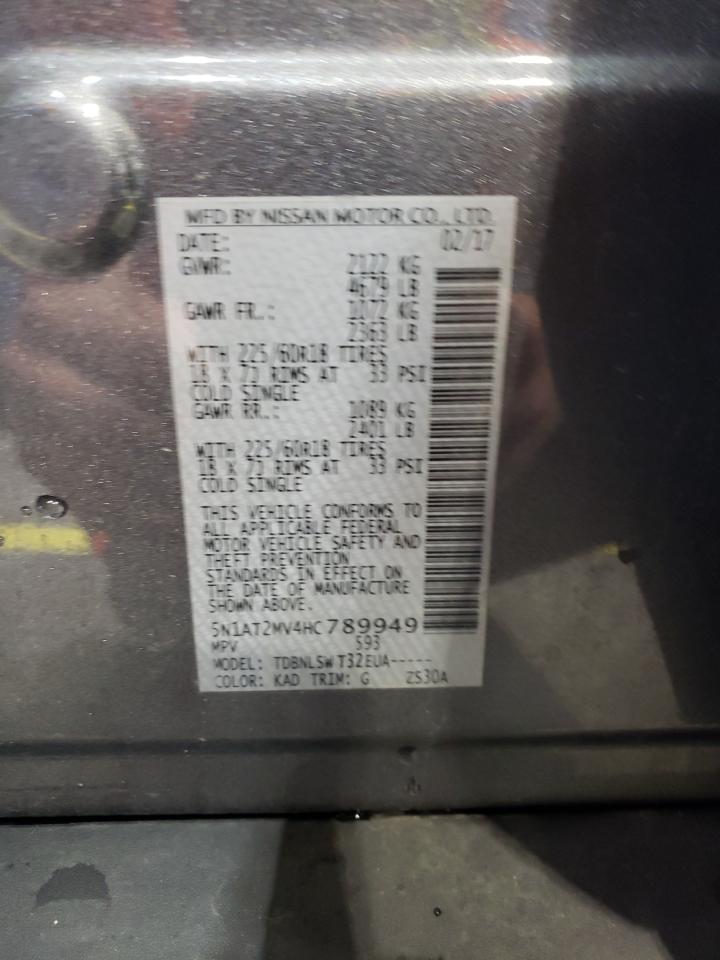 MFD BY NISSAN MOTOR CO., LTD.
DATE: 02/17
GVWR: 2122 KG
4679 LB
GAWR FR.: 1072 KG
2363 LB
WITH 225/60R18 TIRES
18 X 7J RIMS AT 33 PSI
COLD SINGLE
GAWR RR.: 1089 KG
2401 LB
WITH 225/60R18 TIRES
18 X 7J RIMS AT 33 PSI
COLD SINGLE
THIS VEHICLE CONFORMS TO
ALL APPLICABLE FEDERAL
MOTOR VEHICLE SAFETY AND
THEFT PREVENTION
STANDARDS IN EFFECT ON
THE DATE OF MANUFACTURE
SHOWN ABOVE.
5N1AT2MV4HC789949
MPV 593
MODEL: TDBNLSWT32EUA-----
COLOR: KAD TRIM: G ZS30A